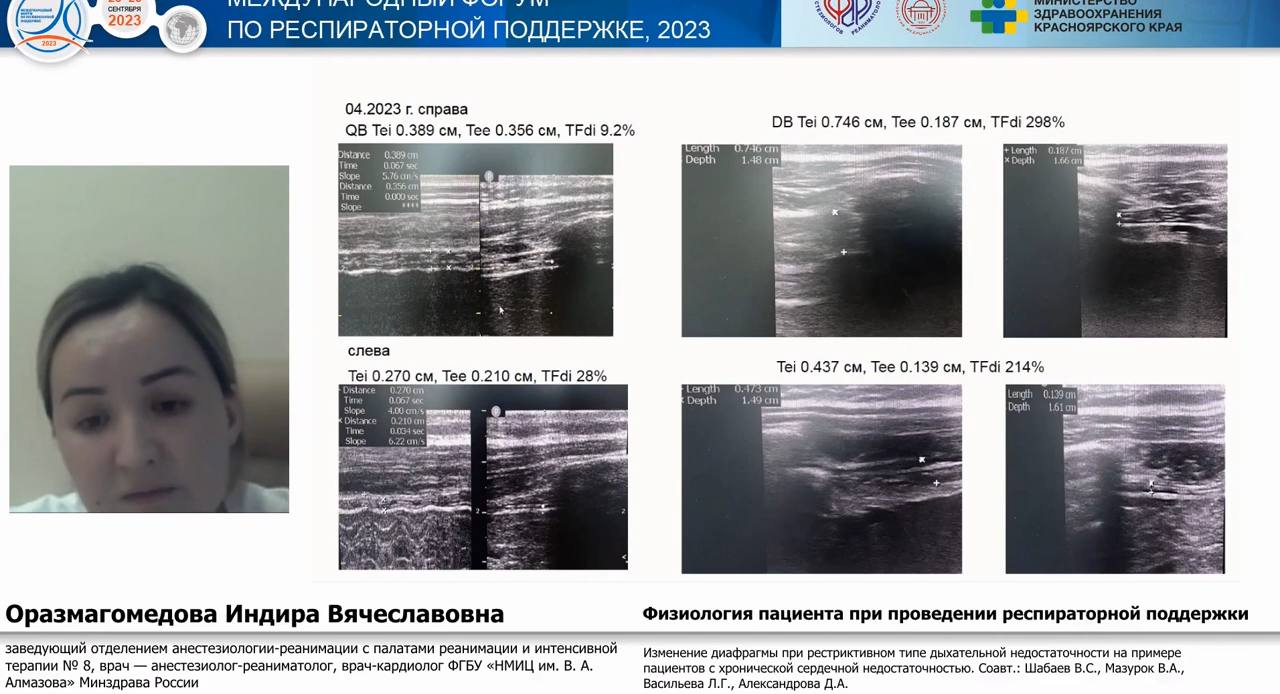 СЕНТЯБРЯ
2023
2023
МЕЖДУНАРОДНЫЙ ФОРУМ
ПО РЕСПИРАТОРНОЙ ПОДДЕРЖКЕ, 2023
МИНИСТЕРСТВО
ЗДРАВООХРАНЕНИЯ
КРАСНОЯРСКОГО КРАЯ
04.2023 г. справа
QB Tei 0.389 см, Tee 0.356 см, TFdi 9.2%
DB Tei 0.746 см, Tee 0.187 см, TFdi 298%
Distance 0.389 cm
Time 0.067 sec
Slope 5.76 cm/s
Distance 0.356 cm
Time 0.000 sec
Slope ****
Length 0.746 cm
Depth 1.48 cm
+ Length 0.187 cm
× Depth 1.66 cm
слева
Tei 0.270 см, Tee 0.210 см, TFdi 28%
Tei 0.437 см, Tee 0.139 см, TFdi 214%
Distance 0.270 cm
Time 0.067 sec
Slope 4.00 cm/s
× Distance 0.210 cm
Time 0.034 sec
Slope 6.22 cm/s
2
2
Length 0.473 cm
Depth 1.49 cm
Length 0.139 cm
Depth 1.61 cm
Оразмагомедова Индира Вячеславовна
заведующий отделением анестезиологии-реанимации с палатами реанимации и интенсивной
терапии № 8, врач — анестезиолог-реаниматолог, врач-кардиолог ФГБУ «НМИЦ им. В. А.
Алмазова» Минздрава России
Физиология пациента при проведении респираторной поддержки
Изменение диафрагмы при рестриктивном типе дыхательной недостаточности на примере
пациентов с хронической сердечной недостаточностью. Соавт.: Шабаев В.С., Мазурок В.А.,
Васильева Л.Г., Александрова Д.А.